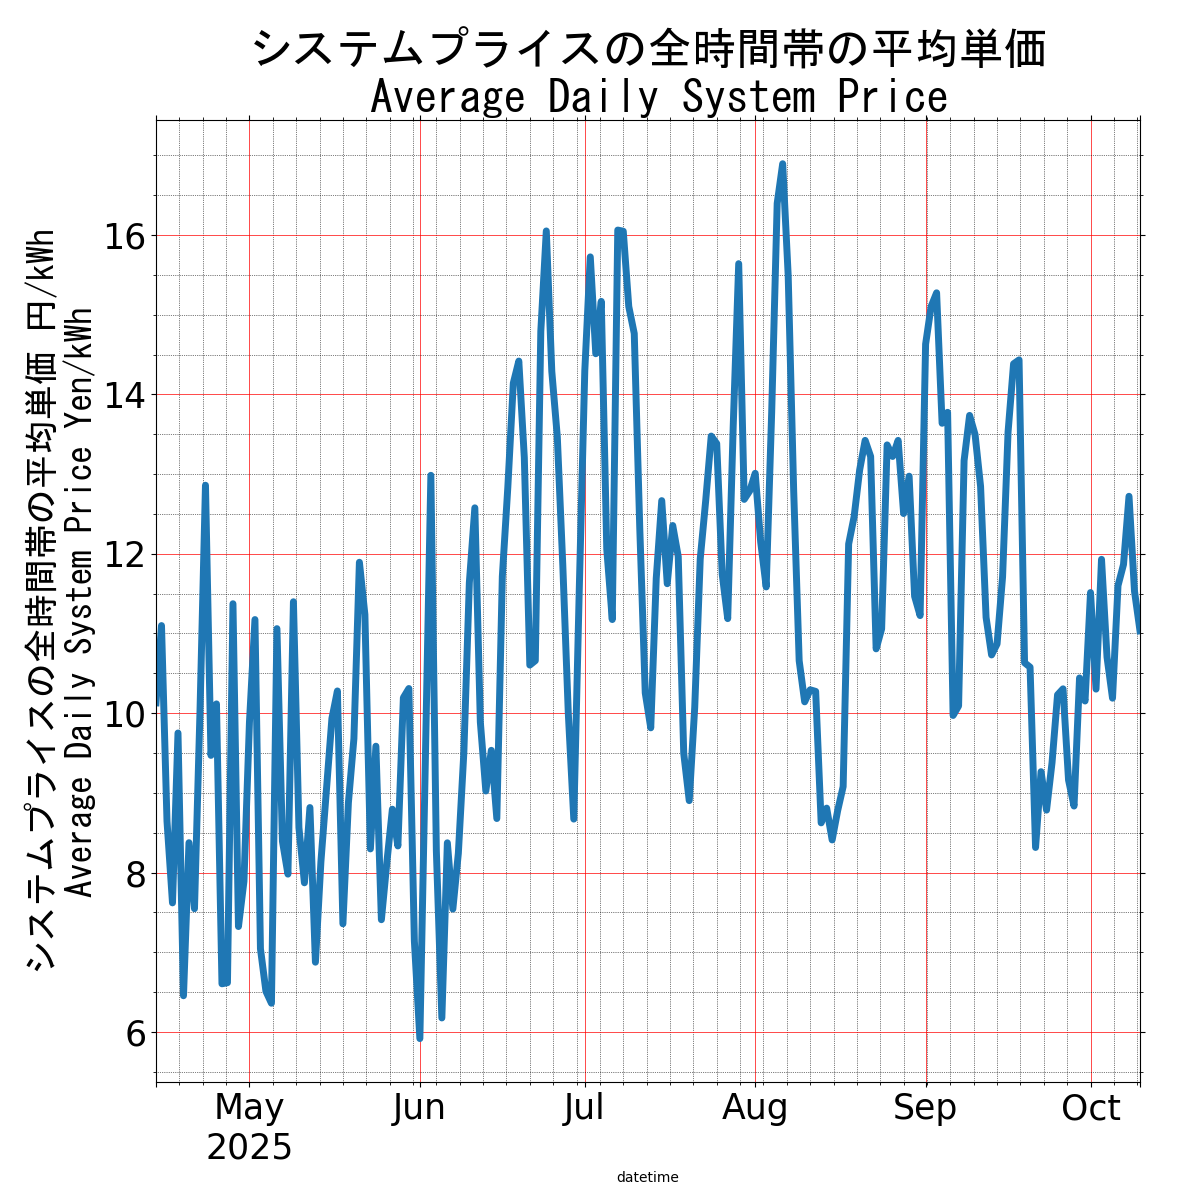 システムプライスの全時間帯の平均単価
Average Daily System Price
システムプライスの全時間帯の平均単価 円/kWh
Average Daily System Price Yen/kWh
16
14
12
10
8
6
May
2025
Jun
Jul
Aug
Sep
Oct
datetime